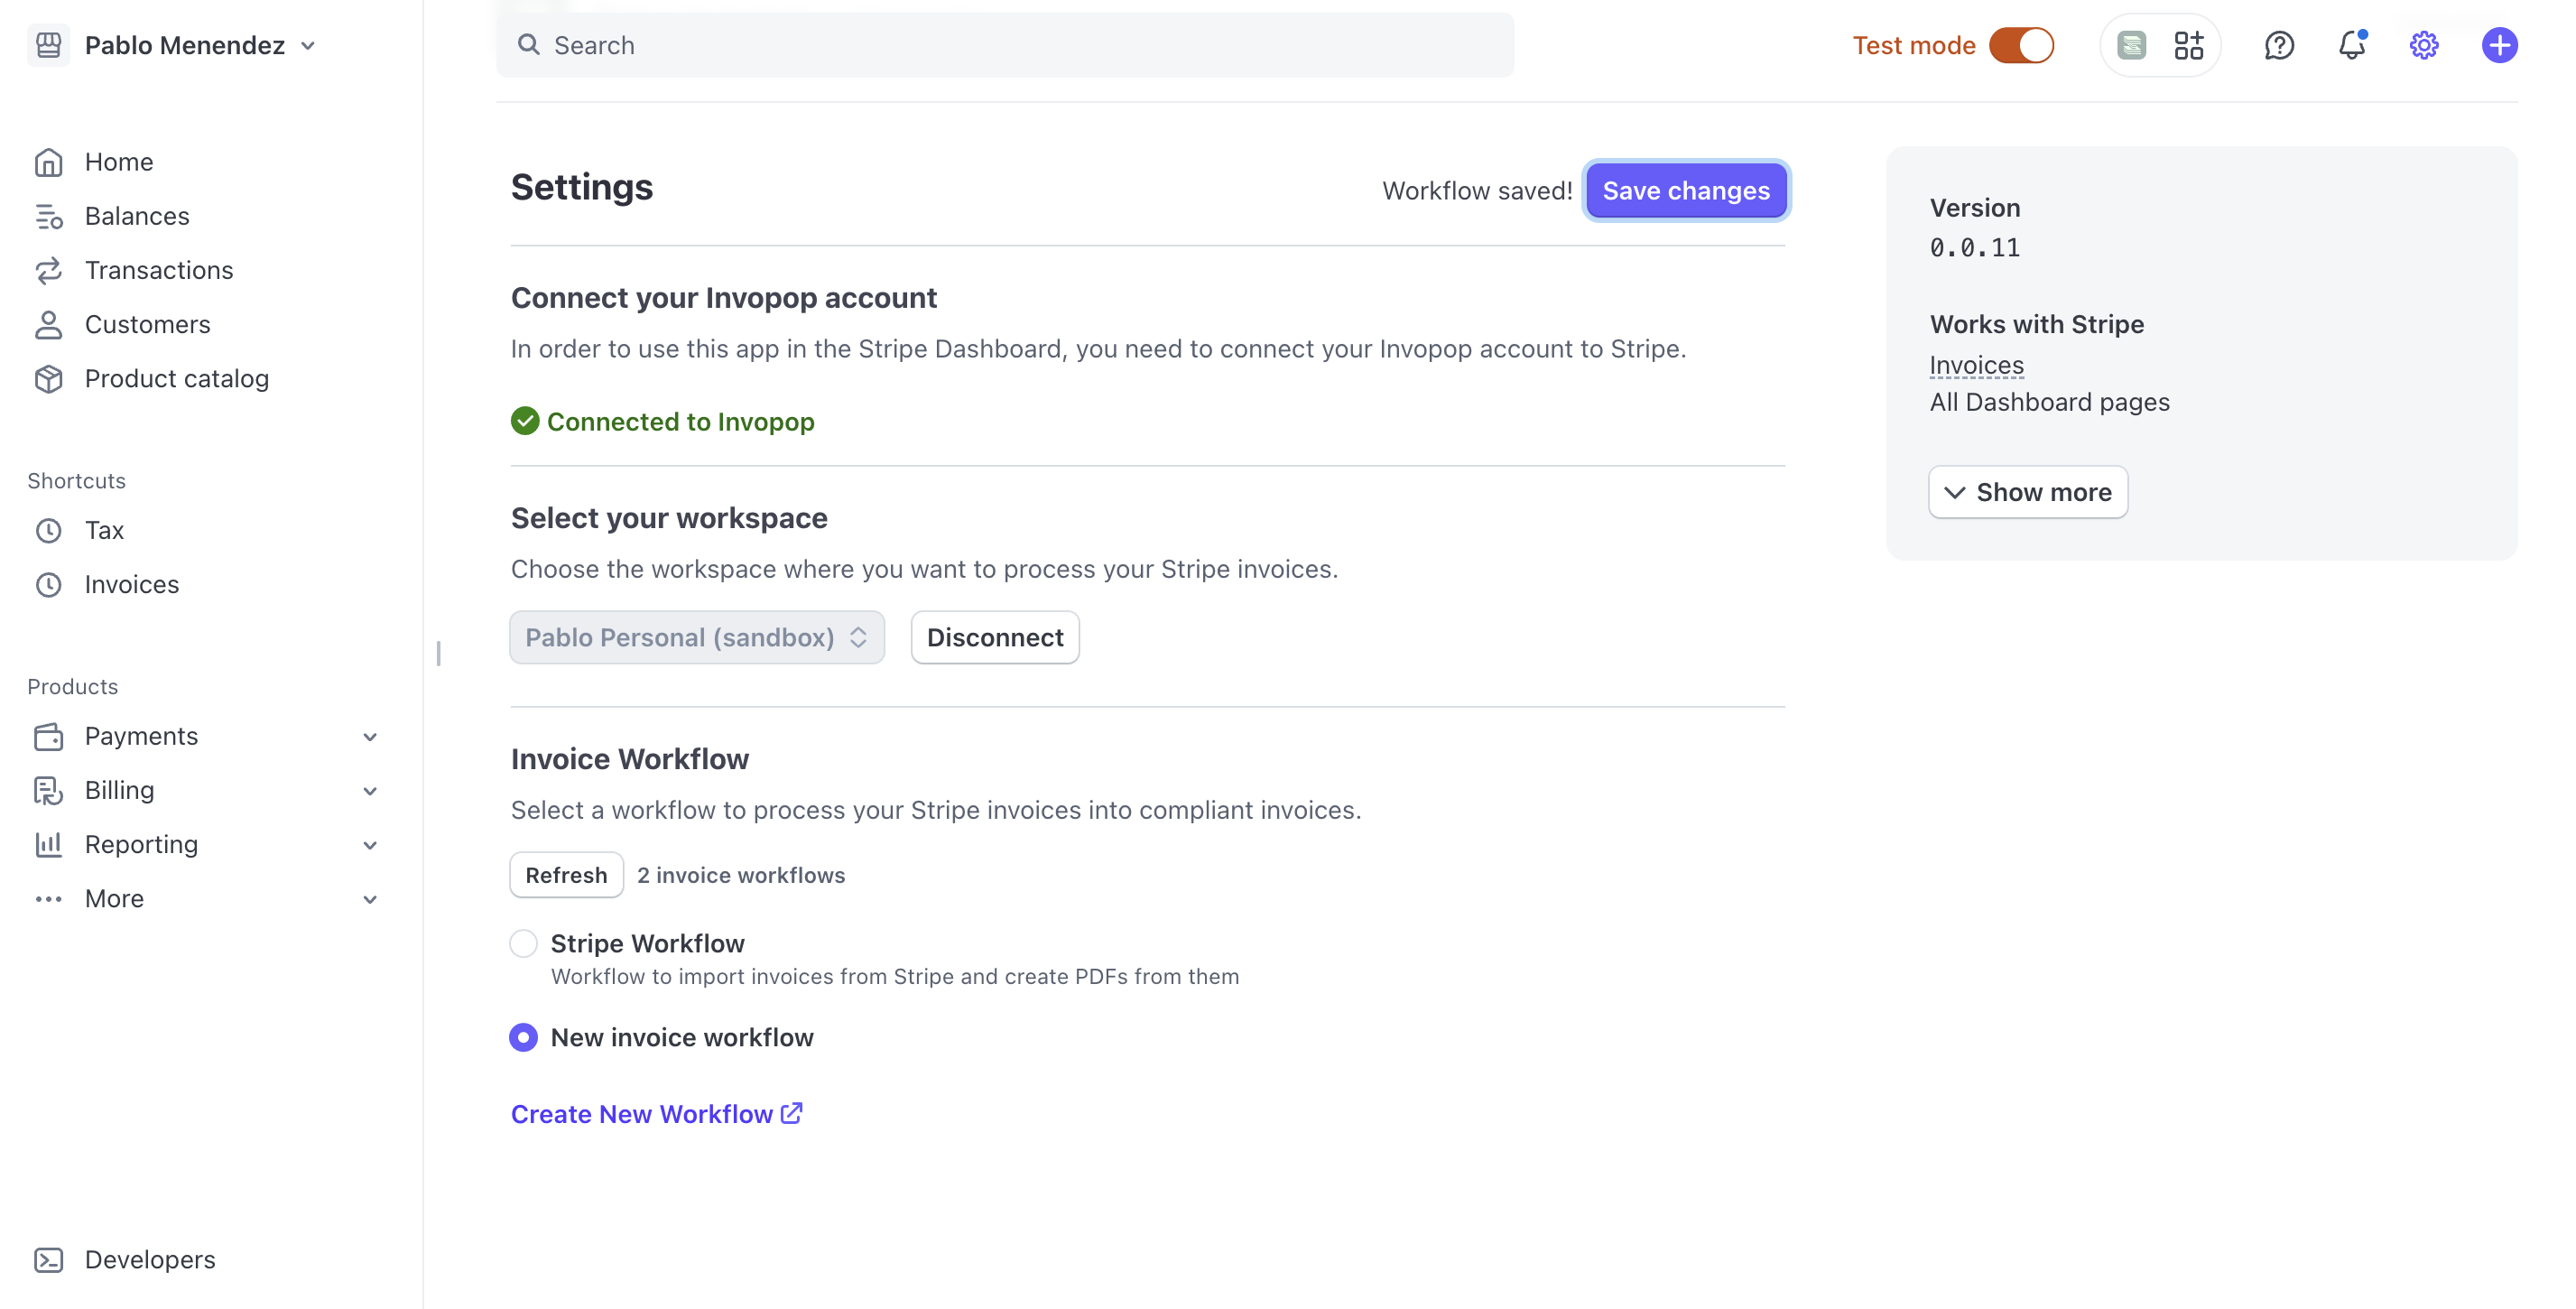 Pablo Menendez
Search
Test mode
Home
Balances
Transactions
Customers
Product catalog
Shortcuts
Tax
Invoices
Products
Payments
Billing
Reporting
More
Developers
Settings
Workflow saved!
Save changes
Connect your Invopop account
In order to use this app in the Stripe Dashboard, you need to connect your Invopop account to Stripe.
Connected to Invopop
Select your workspace
Choose the workspace where you want to process your Stripe invoices.
Pablo Personal (sandbox)
Disconnect
Invoice Workflow
Select a workflow to process your Stripe invoices into compliant invoices.
Refresh
2 invoice workflows
Stripe Workflow
Workflow to import invoices from Stripe and create PDFs from them
New invoice workflow
Create New Workflow
Version
0.0.11
Works with Stripe
Invoices
All Dashboard pages
Show more